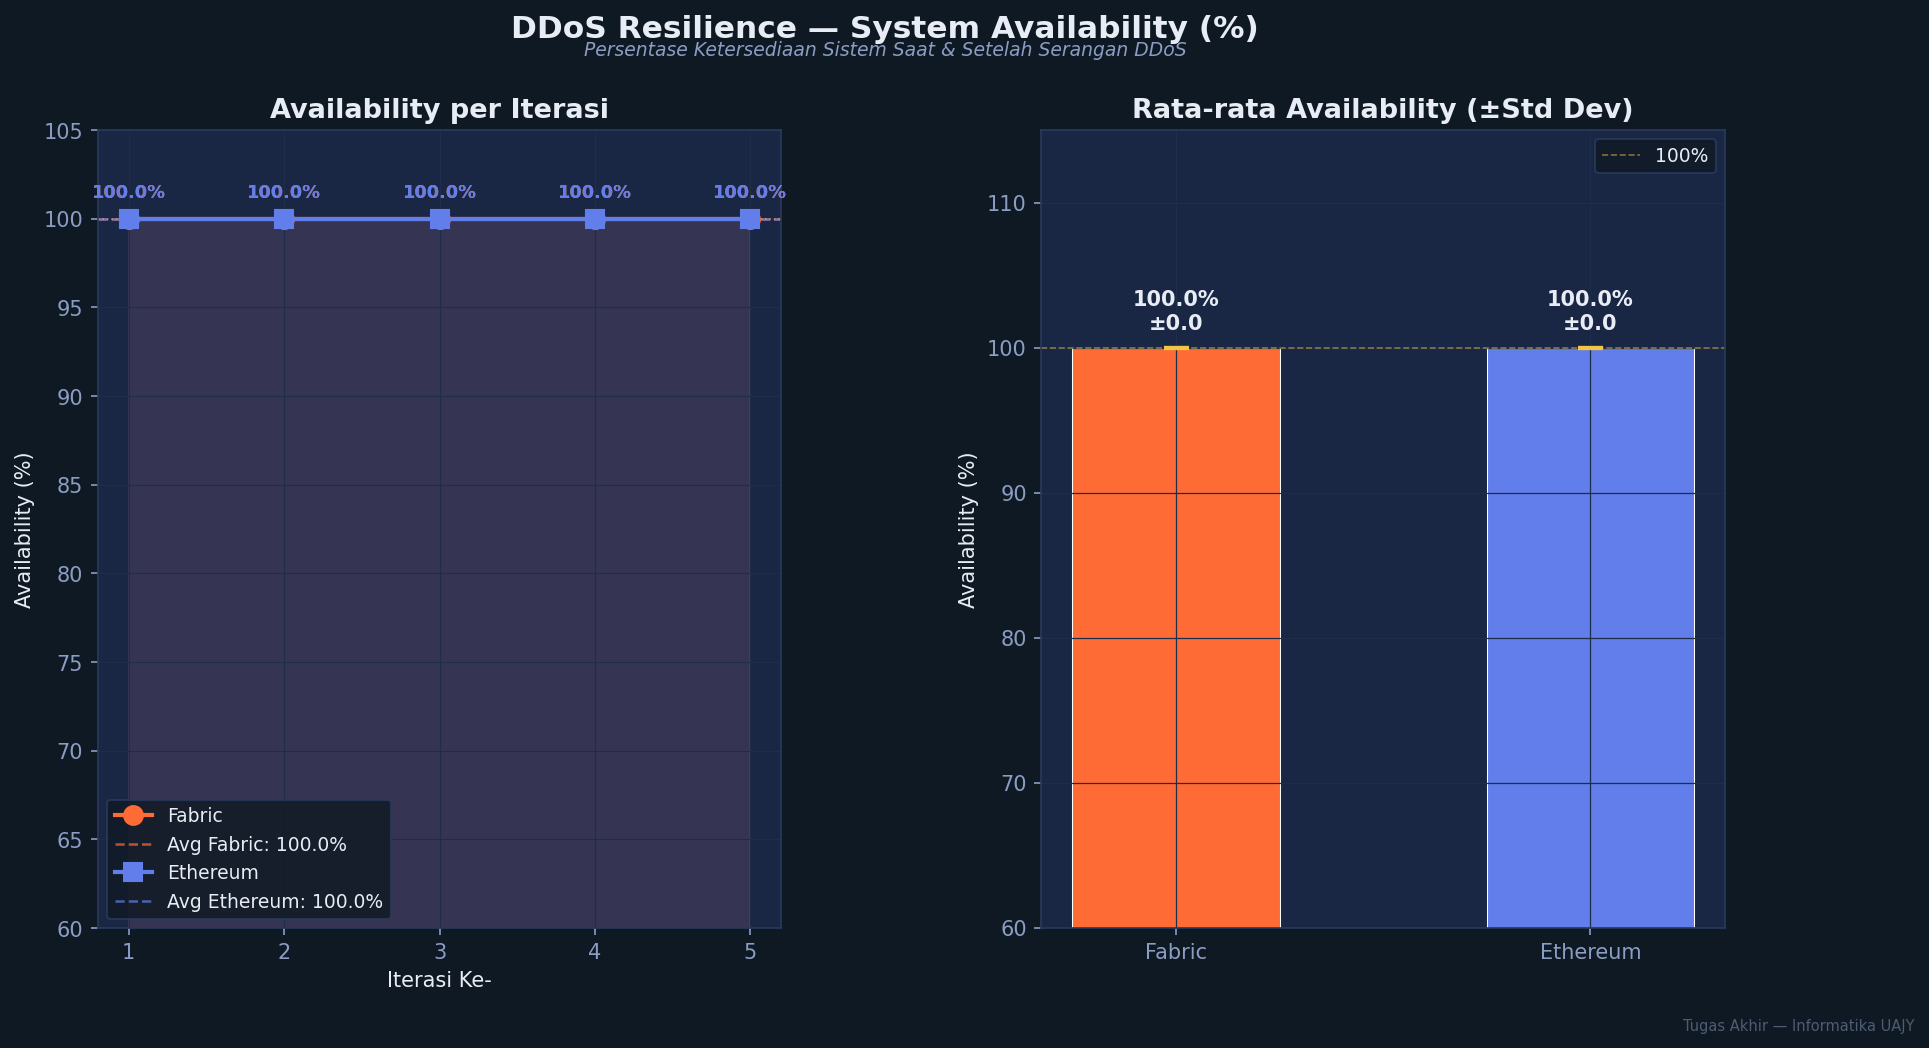 DDoS Resilience — System Availability (%)
Persentase Ketersediaan Sistem Saat & Setelah Serangan DDoS
Availability per Iterasi
105
100
95
90
85
80
75
70
65
60
Availability (%)
100.0% 100.0% 100.0% 100.0% 100.0%
Fabric
Avg Fabric: 100.0%
Ethereum
Avg Ethereum: 100.0%
1 2 3 4 5
Iterasi Ke-
Rata-rata Availability (±Std Dev)
100%
110
100
90
80
70
60
Availability (%)
100.0%
±0.0
100.0%
±0.0
Fabric Ethereum
Tugas Akhir — Informatika UAJY